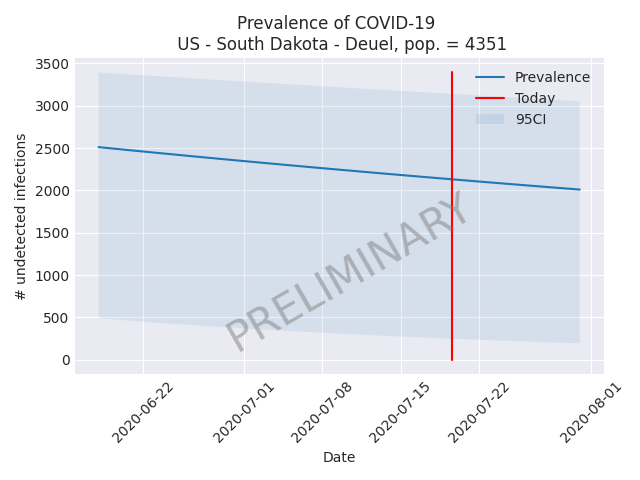 Prevalence of COVID-19
US - South Dakota - Deuel, pop. = 4351
Prevalence
Today
95CI
3500
3000
2500
2000
1500
1000
500
0
# undetected infections
PRELIMINARY
2020-06-22
2020-07-01
2020-07-08
2020-07-15
2020-07-22
2020-08-01
Date